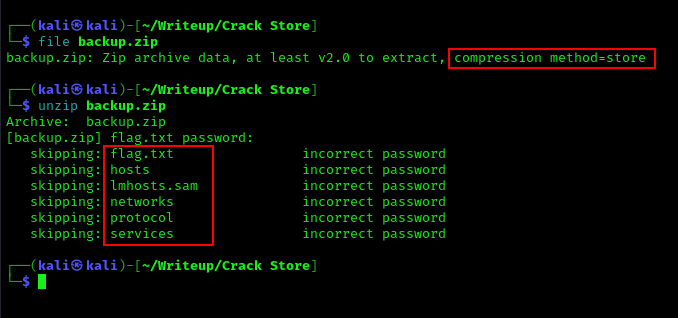 ┌──(kali㉿kali)-[~/Writeup/Crack Store]
└─$ file backup.zip
backup.zip: Zip archive data, at least v2.0 to extract, compression method=store
┌──(kali㉿kali)-[~/Writeup/Crack Store]
└─$ unzip backup.zip
Archive:  backup.zip
[backup.zip] flag.txt password:
   skipping: flag.txt                incorrect password
   skipping: hosts                   incorrect password
   skipping: lmhosts.sam             incorrect password
   skipping: networks                incorrect password
   skipping: protocol                incorrect password
   skipping: services                incorrect password
┌──(kali㉿kali)-[~/Writeup/Crack Store]
└─$